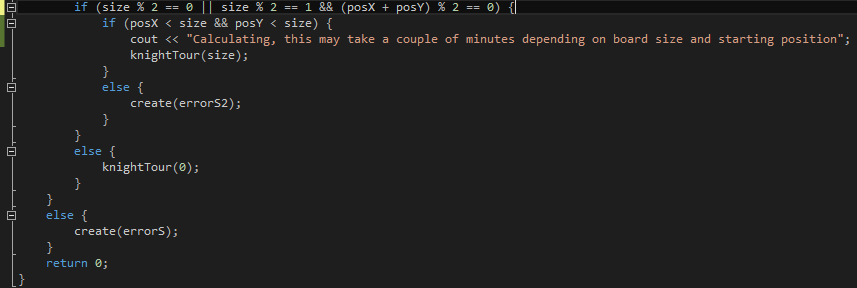 if (size % 2 == 0 || size % 2 == 1 && (posX + posY) % 2 == 0) {
if (posX < size && posY < size) {
cout << "Calculating, this may take a couple of minutes depending on board size and starting position";
knightTour(size);
}
else {
create(errorS2);
}
}
else {
knightTour(0);
}
}
else {
create(errorS);
}
return 0;
}